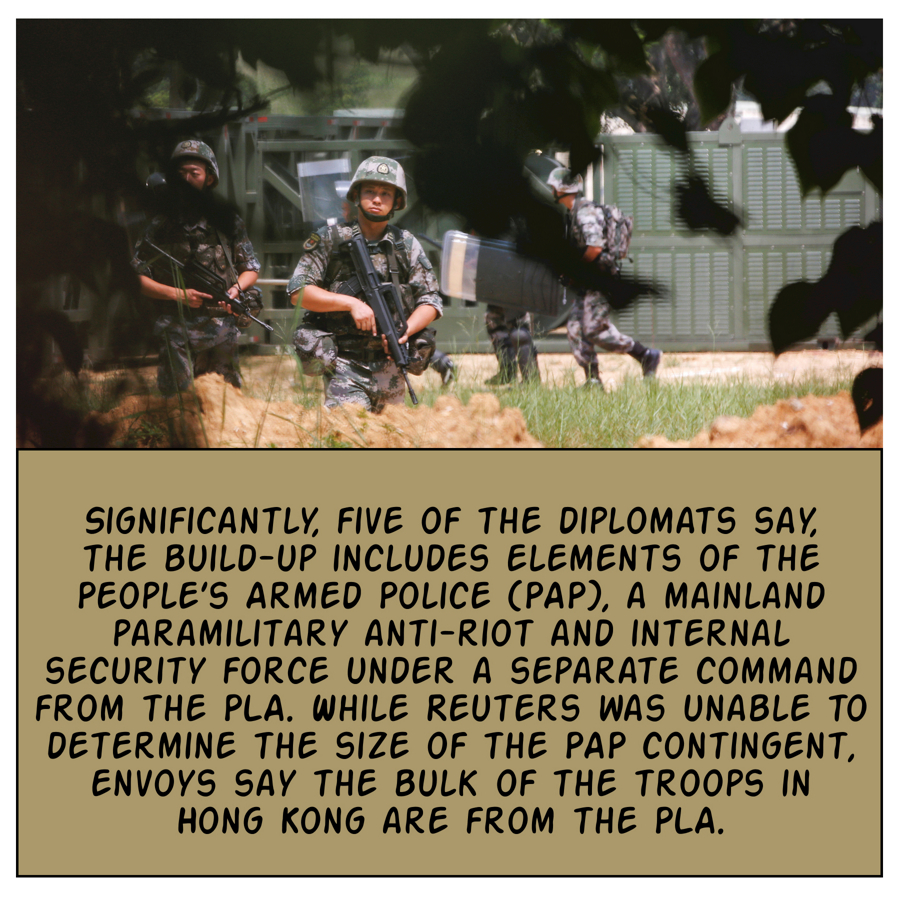 SIGNIFICANTLY, FIVE OF THE DIPLOMATS SAY,
THE BUILD-UP INCLUDES ELEMENTS OF THE
PEOPLE'S ARMED POLICE (PAP), A MAINLAND
PARAMILITARY ANTI-RIOT AND INTERNAL
SECURITY FORCE UNDER A SEPARATE COMMAND
FROM THE PLA. WHILE REUTERS WAS UNABLE TO
DETERMINE THE SIZE OF THE PAP CONTINGENT,
ENVOYS SAY THE BULK OF THE TROOPS IN
HONG KONG ARE FROM THE PLA.